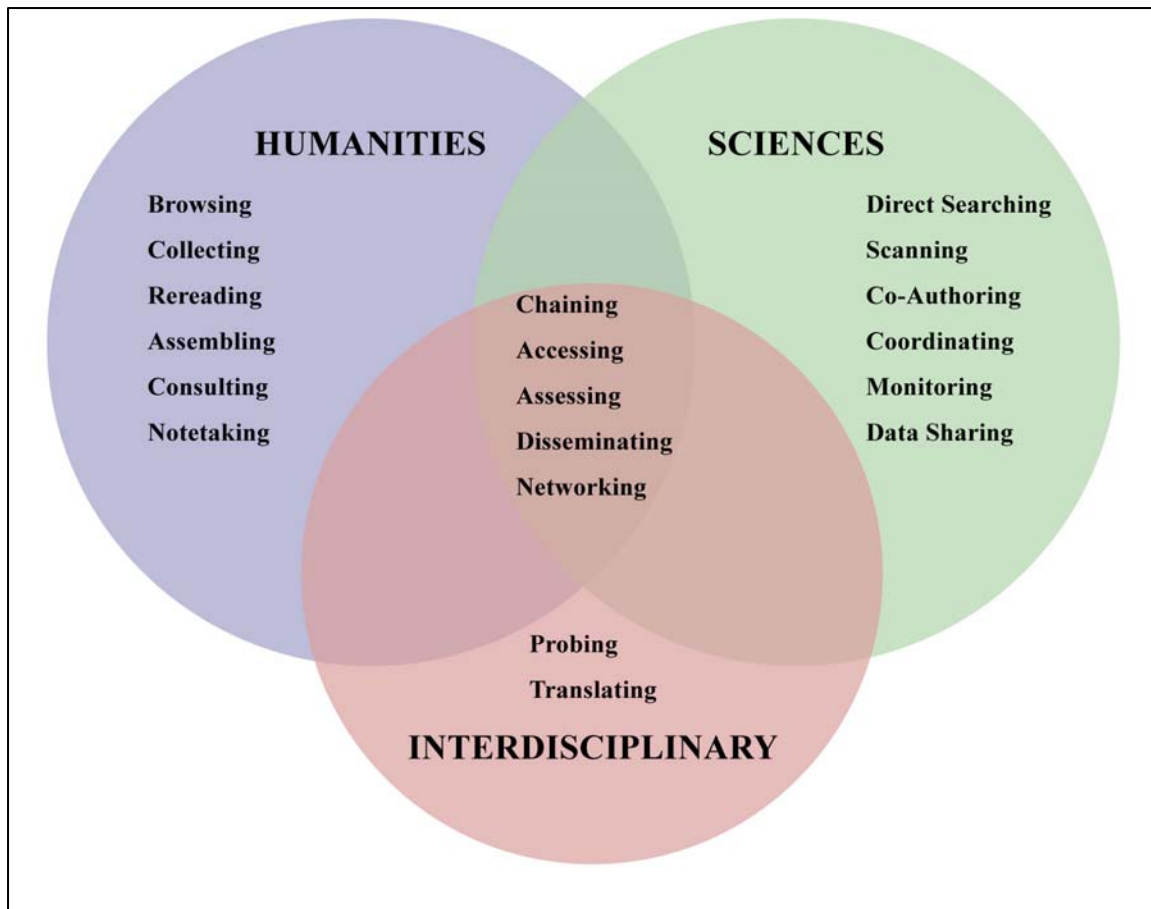 HUMANITIES
Browsing
Collecting
Rereading
Assembling
Consulting
Notetaking
SCIENCES
Direct Searching
Scanning
Co-Authoring
Coordinating
Monitoring
Data Sharing
Chaining
Accessing
Assessing
Disseminating
Networking
Probing
Translating
INTERDISCIPLINARY